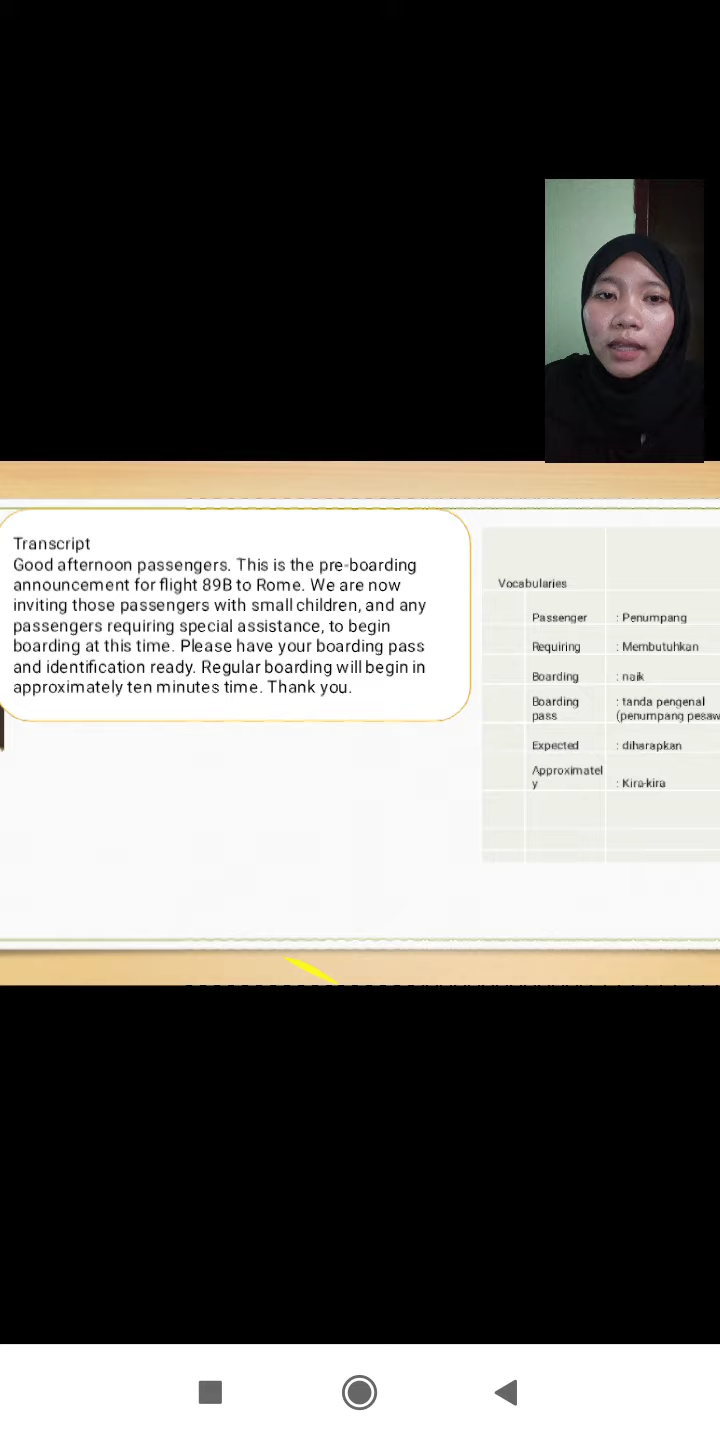 Transcript
Good afternoon passengers. This is the pre-boarding
announcement for flight 89B to Rome. We are now
inviting those passengers with small children, and any
passengers requiring special assistance, to begin
boarding at this time. Please have your boarding pass
and identification ready. Regular boarding will begin in
approximately ten minutes time. Thank you.
Vocabularies
Passenger : Penumpang
Requiring : Membutuhkan
Boarding : naik
Boarding : tanda pengenal
pass (penumpang pesaw
Expected : diharapkan
Approximatel
y : Kira-kira